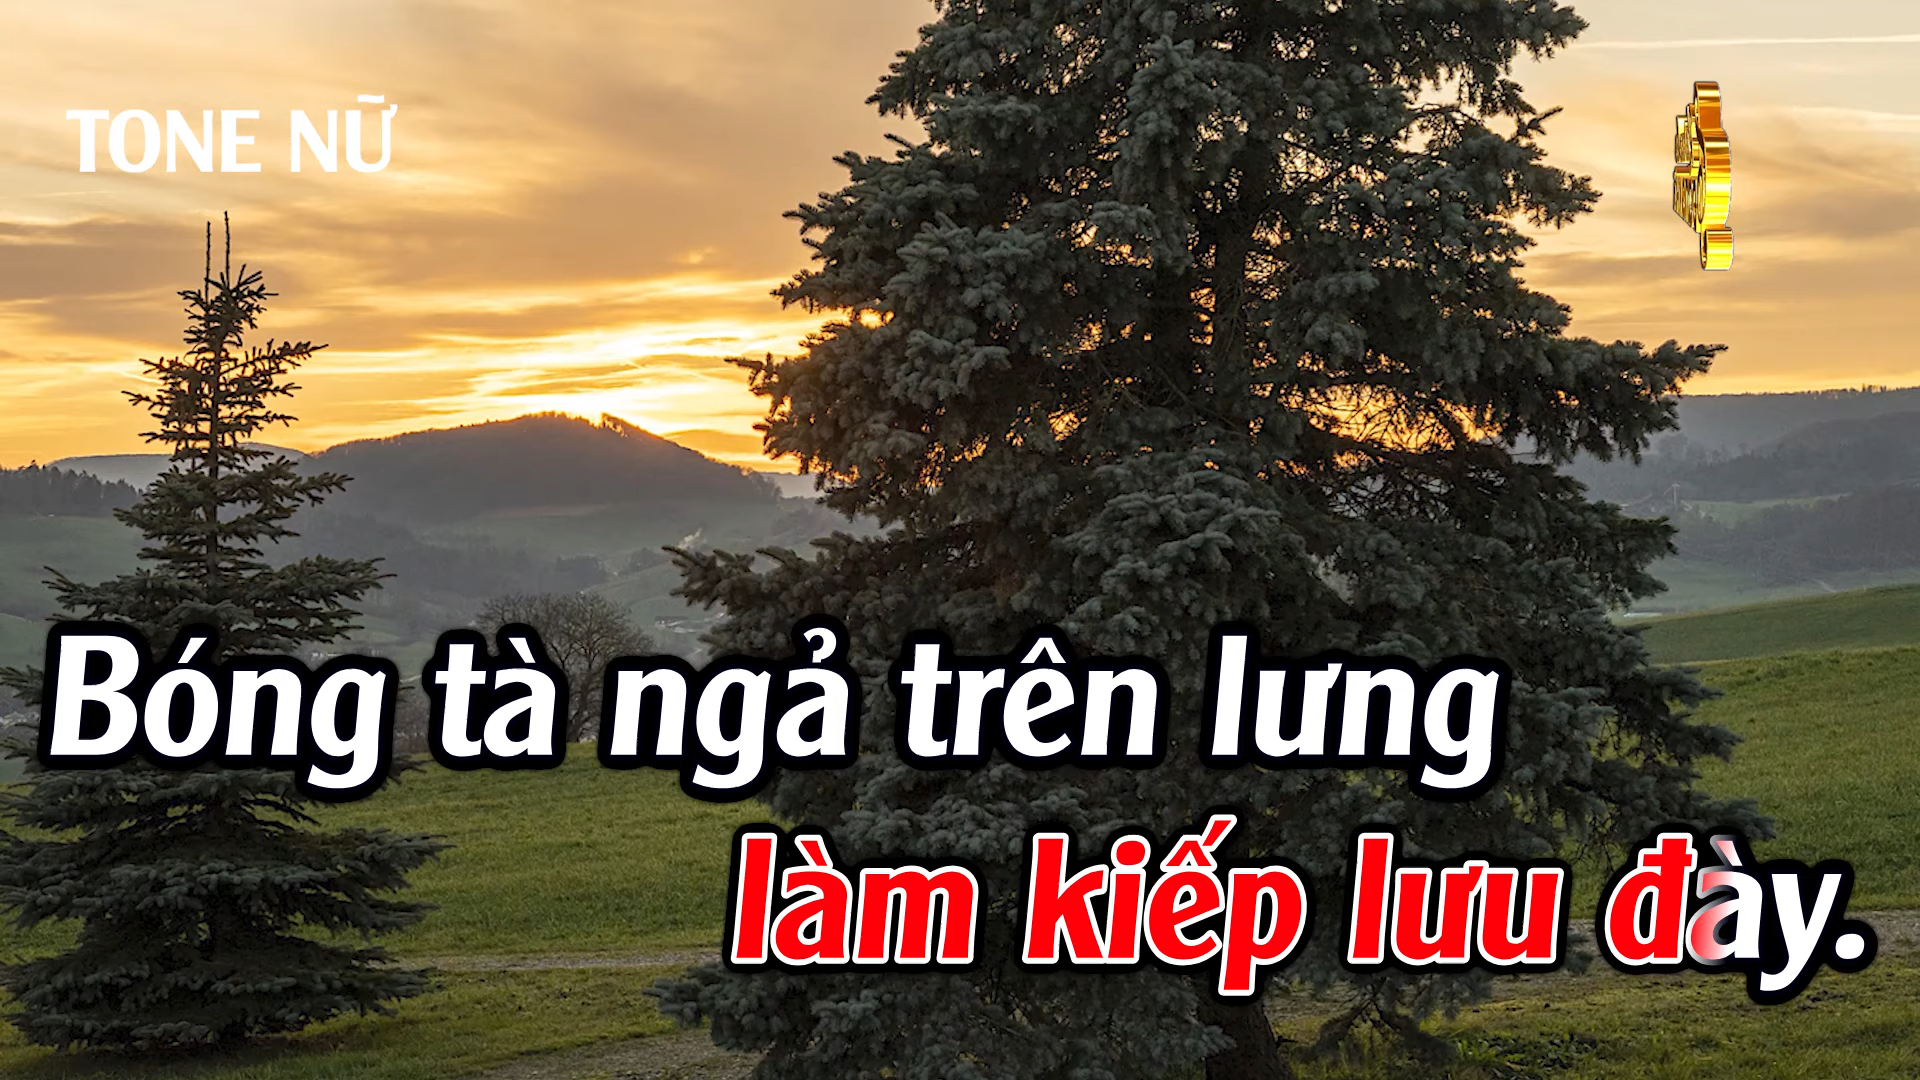 TONE NỮ
Bóng tà ngả trên lưng
làm kiếp lưu đày.